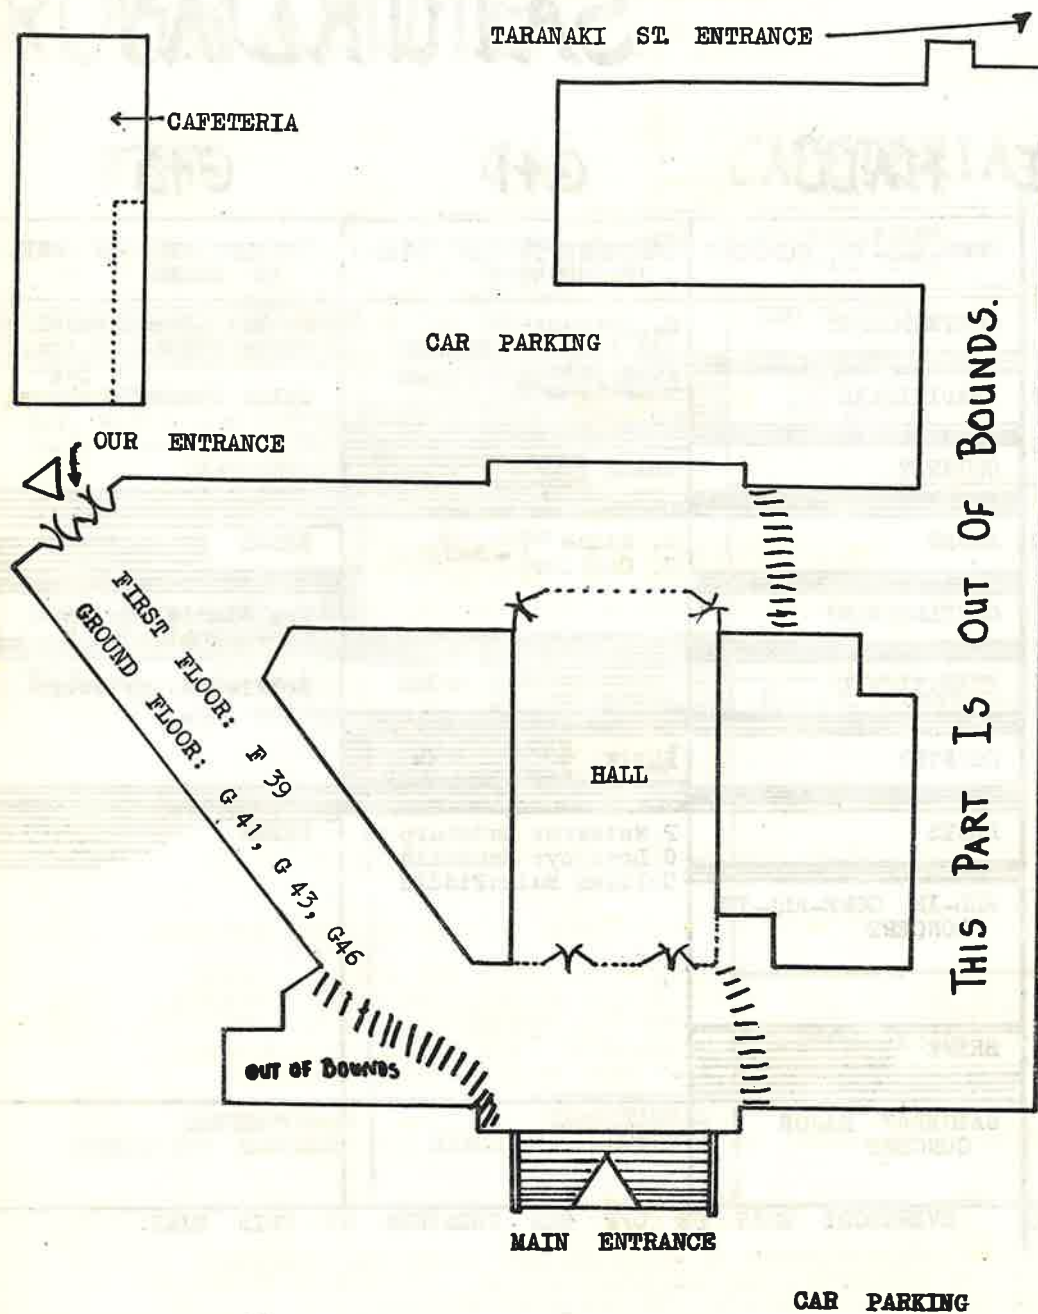 TARANAKI ST. ENTRANCE
CAFETERIA
CAR PARKING
OUR ENTRANCE
FIRST FLOOR: F 39
GROUND FLOOR: G 41, G 43, G46
HALL
THIS PART IS OUT OF BOUNDS.
OUT OF BOUNDS
MAIN ENTRANCE
CAR PARKING